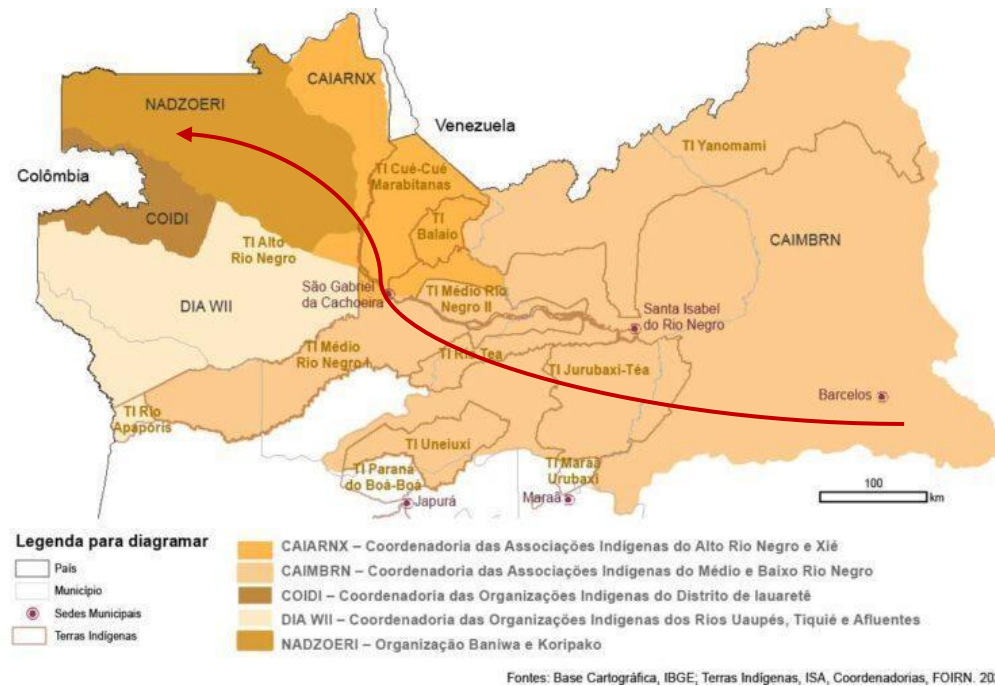 CAIARNX
NADZOERI
Venezuela
TI Yanomami
TI Cué-Cué
Marabitanas
Colômbia
COIDI
TI
Balaio
CAIMBRN
TI Alto
Rio Negro
São Gabriel
da Cachoeira
TI Médio Rio
Negro II
DIA WII
Santa Isabel
do Rio Negro
TI Médio
Rio Negro I
TI Rio Tea
TI Jurubaxi-Téa
Barcelos
TI Rio
Apaporis
TI Uneiuxi
TI Paraná
do Boá-Boá
TI Maraã
Urubaxi
Japurá
Maraã
100
km
Legenda para diagramar
País
Município
Sedes Municipais
Terras Indígenas
CAIARNX – Coordenadoria das Associações Indígenas do Alto Rio Negro e Xié
CAIMBRN – Coordenadoria das Associações Indígenas do Médio e Baixo Rio Negro
COIDI – Coordenadoria das Organizações Indígenas do Distrito de Iauaretê
DIA WII – Coordenadoria das Organizações Indígenas dos Rios Uaupés, Tiquié e Afluentes
NADZOERI – Organização Baniwa e Koripako
Fontes: Base Cartográfica, IBGE; Terras Indígenas, ISA, Coordenadorias, FOIRN.